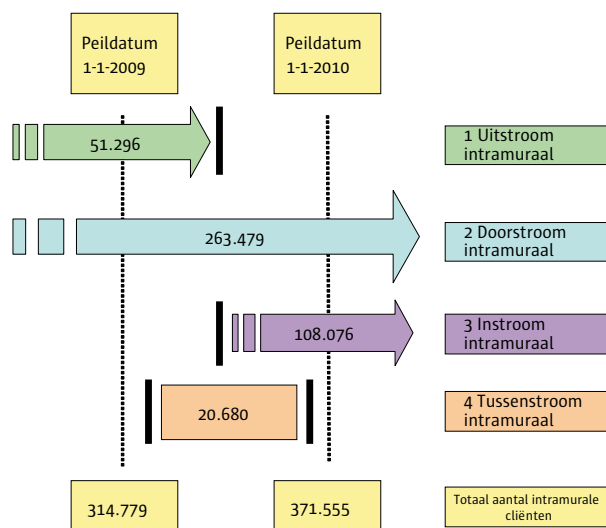 Peildatum
1-1-2009
Peildatum
1-1-2010
51.296
1 Uitstroom
intramuraal
263.479
2 Doorstroom
intramuraal
108.076
3 Instroom
intramuraal
20.680
4 Tussenstroom
intramuraal
314.779
371.555
Totaal aantal intramurale
cliënten